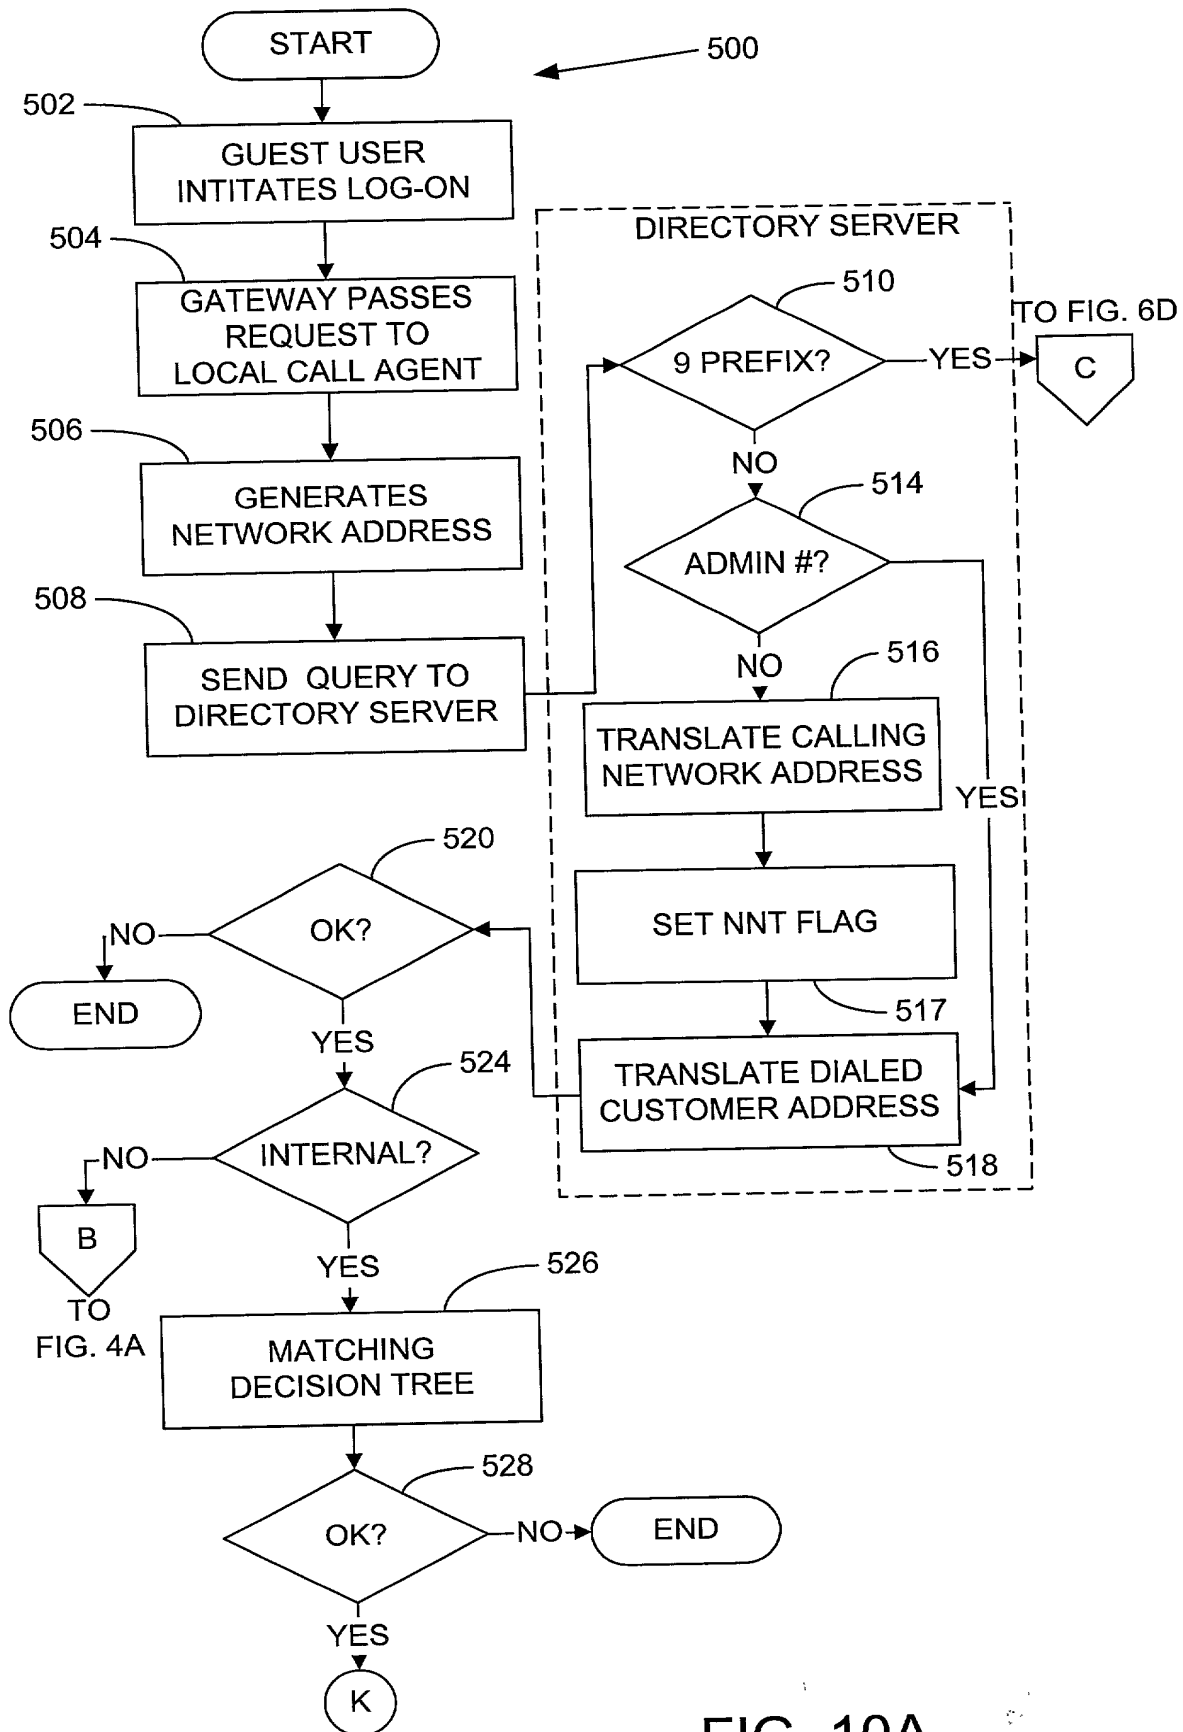 START
500
502
GUEST USER
INTITATES LOG-ON
504
GATEWAY PASSES
REQUEST TO
LOCAL CALL AGENT
506
GENERATES
NETWORK ADDRESS
508
SEND QUERY TO
DIRECTORY SERVER
DIRECTORY SERVER
510
9 PREFIX?
YES
TO FIG. 6D
C
NO
514
ADMIN #?
YES
NO
516
TRANSLATE CALLING
NETWORK ADDRESS
SET NNT FLAG
517
TRANSLATE DIALED
CUSTOMER ADDRESS
518
520
OK?
NO
END
YES
524
INTERNAL?
NO
B
TO
FIG. 4A
YES
526
MATCHING
DECISION TREE
528
OK?
NO
END
YES
K
FIG. 10A